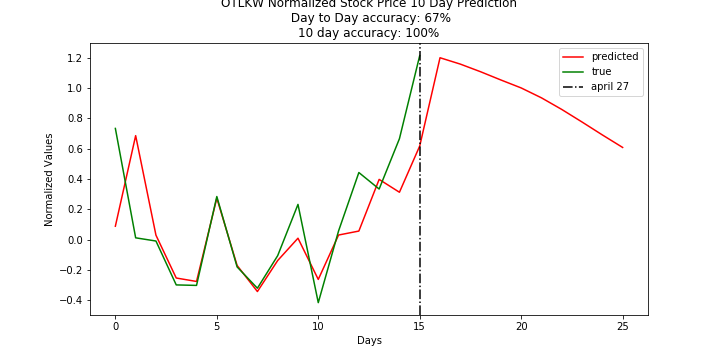 OTLKW Normalized Stock Price 10 Day Prediction
Day to Day accuracy: 67%
10 day accuracy: 100%
predicted
true
april 27
Normalized Values
1.2
1.0
0.8
0.6
0.4
0.2
0.0
−0.2
−0.4
0 5 10 15 20 25
Days